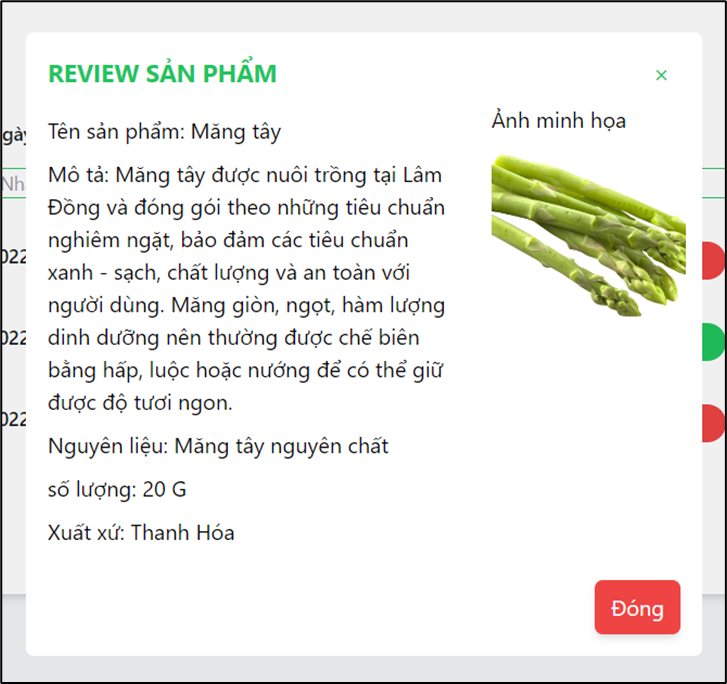 REVIEW SẢN PHẨM
×
Tên sản phẩm: Măng tây
Ảnh minh họa
Mô tả: Măng tây được nuôi trồng tại Lâm
Đồng và đóng gói theo những tiêu chuẩn
nghiêm ngặt, bảo đảm các tiêu chuẩn
xanh - sạch, chất lượng và an toàn với
người dùng. Măng giòn, ngọt, hàm lượng
dinh dưỡng nên thường được chế biên
bằng hấp, luộc hoặc nướng để có thể giữ
được độ tươi ngon.
Nguyên liệu: Măng tây nguyên chất
số lượng: 20 G
Xuất xứ: Thanh Hóa
Đóng
022
022
022